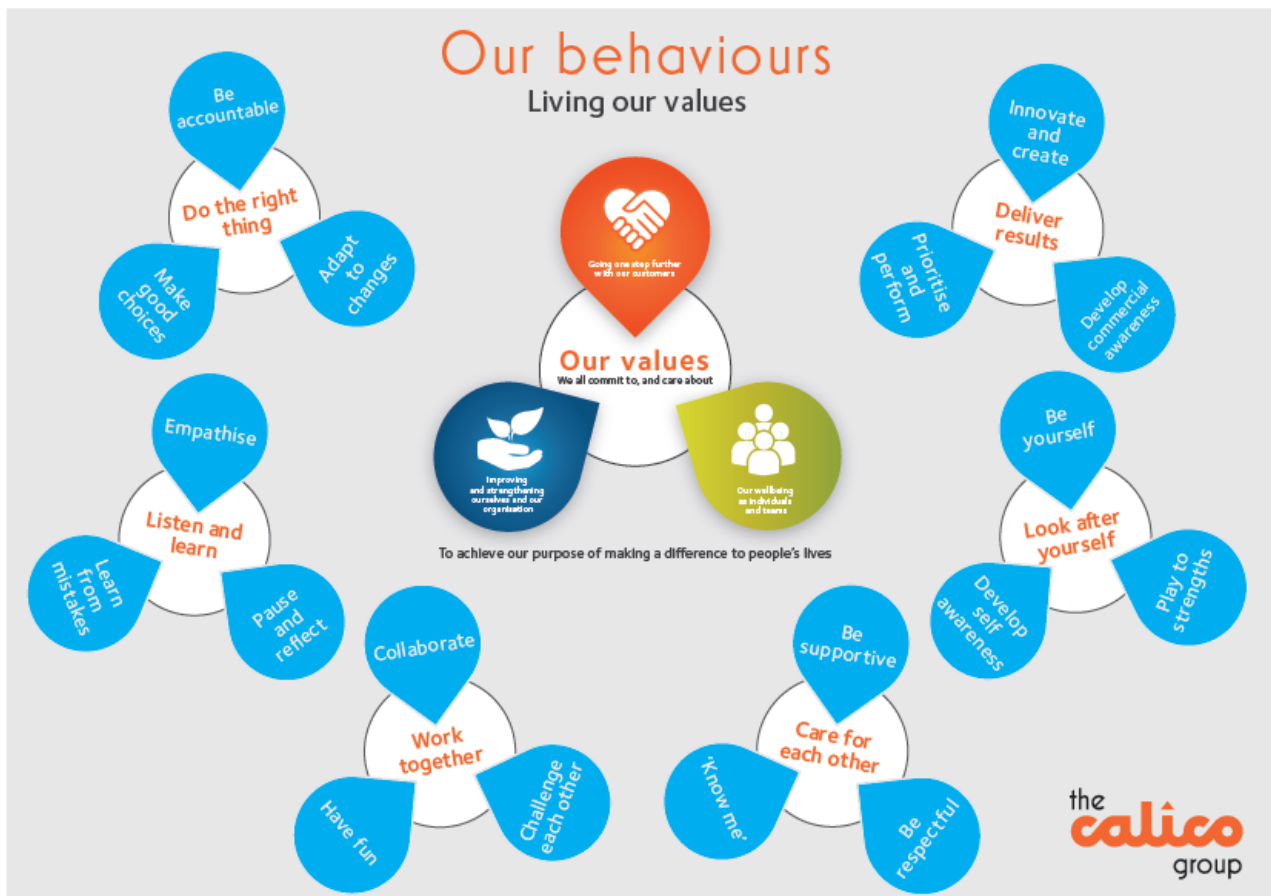 Our behaviours
Living our values
Be
accountable
Do the right
thing
Make
good
choices
Adapt
to
changes
Going one step further
with our customers
Our values
We all commit to, and care about
Improving
and strengthening
ourselves and our
organisation
Our wellbeing
as individuals
and teams
To achieve our purpose of making a difference to people's lives
Innovate
and
create
Deliver
results
Prioritise
and
perform
Develop
commercial
awareness
Empathise
Listen and
learn
Learn
from
mistakes
Pause
and
reflect
Be
yourself
Look after
yourself
Develop
self
awareness
Play to
strengths
Collaborate
Work
together
Have fun
Challenge
each other
Be
supportive
Care for
each other
'Know me'
Be
respectful
the
calico
group